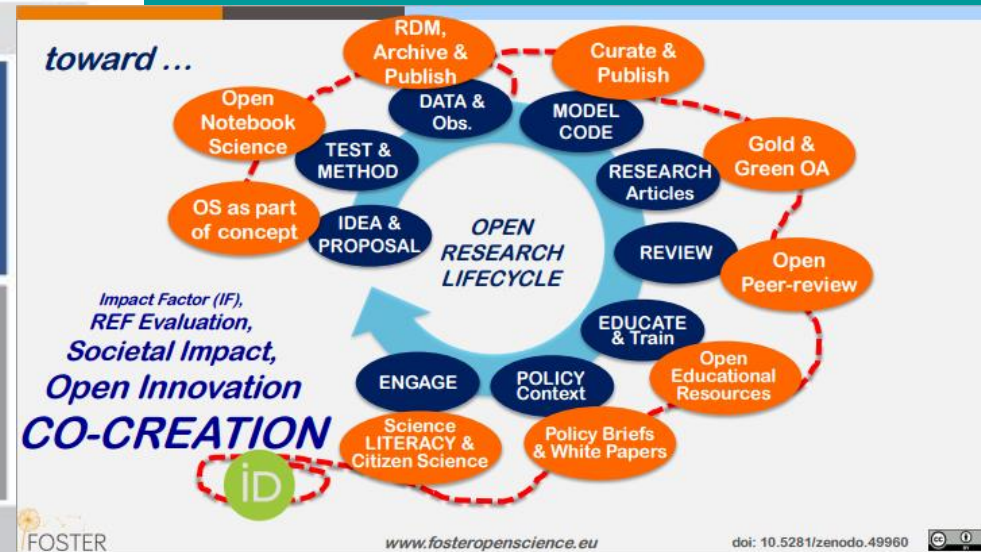 toward ...
RDM,
Archive &
Publish
Curate &
Publish
Open
Notebook
Science
DATA &
Obs.
MODEL
CODE
Gold &
Green OA
TEST &
METHOD
RESEARCH
Articles
OS as part
of concept
IDEA &
PROPOSAL
OPEN
RESEARCH
LIFECYCLE
REVIEW
Open
Peer-review
Impact Factor (IF),
REF Evaluation,
Societal Impact,
Open Innovation
CO-CREATION
EDUCATE
& Train
Open
Educational
Resources
ENGAGE
POLICY
Context
Science
LITERACY &
Citizen Science
Policy Briefs
& White Papers
iD
FOSTER
www.fosteropenscience.eu
doi: 10.5281/zenodo.49960
cc